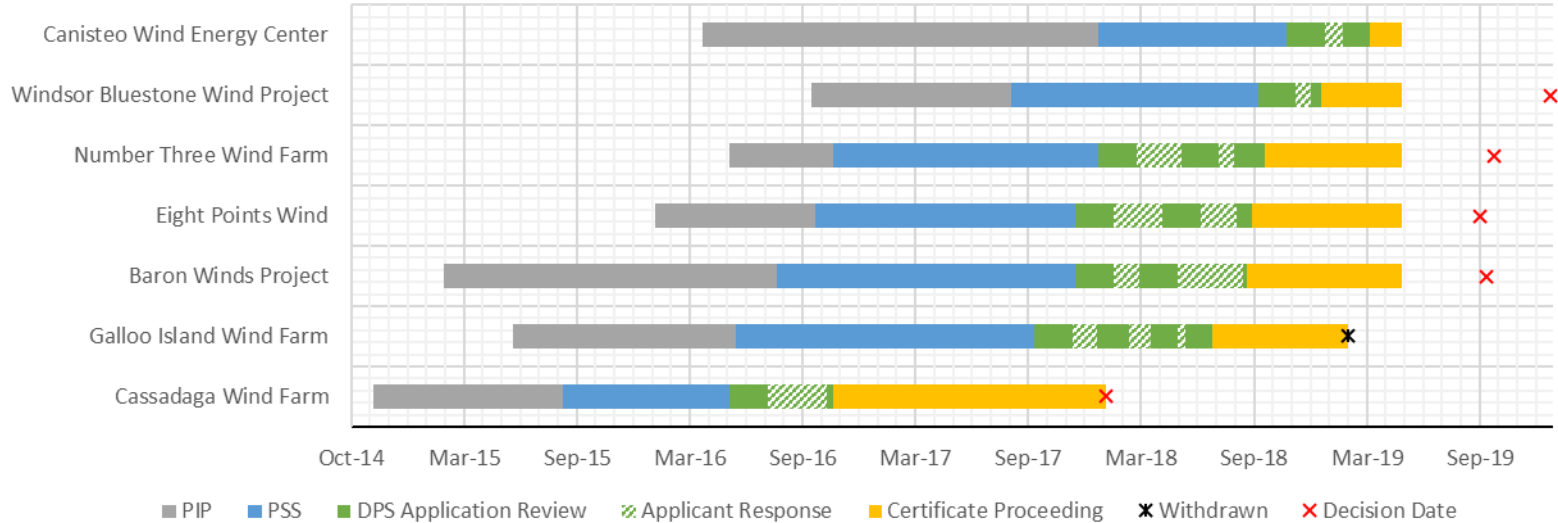 Canisteo Wind Energy Center
Windsor Bluestone Wind Project
Number Three Wind Farm
Eight Points Wind
Baron Winds Project
Galloo Island Wind Farm
Cassadaga Wind Farm
Oct-14 Mar-15 Sep-15 Mar-16 Sep-16 Mar-17 Sep-17 Mar-18 Sep-18 Mar-19 Sep-19
PIP PSS DPS Application Review Applicant Response Certificate Proceeding Withdrawn Decision Date